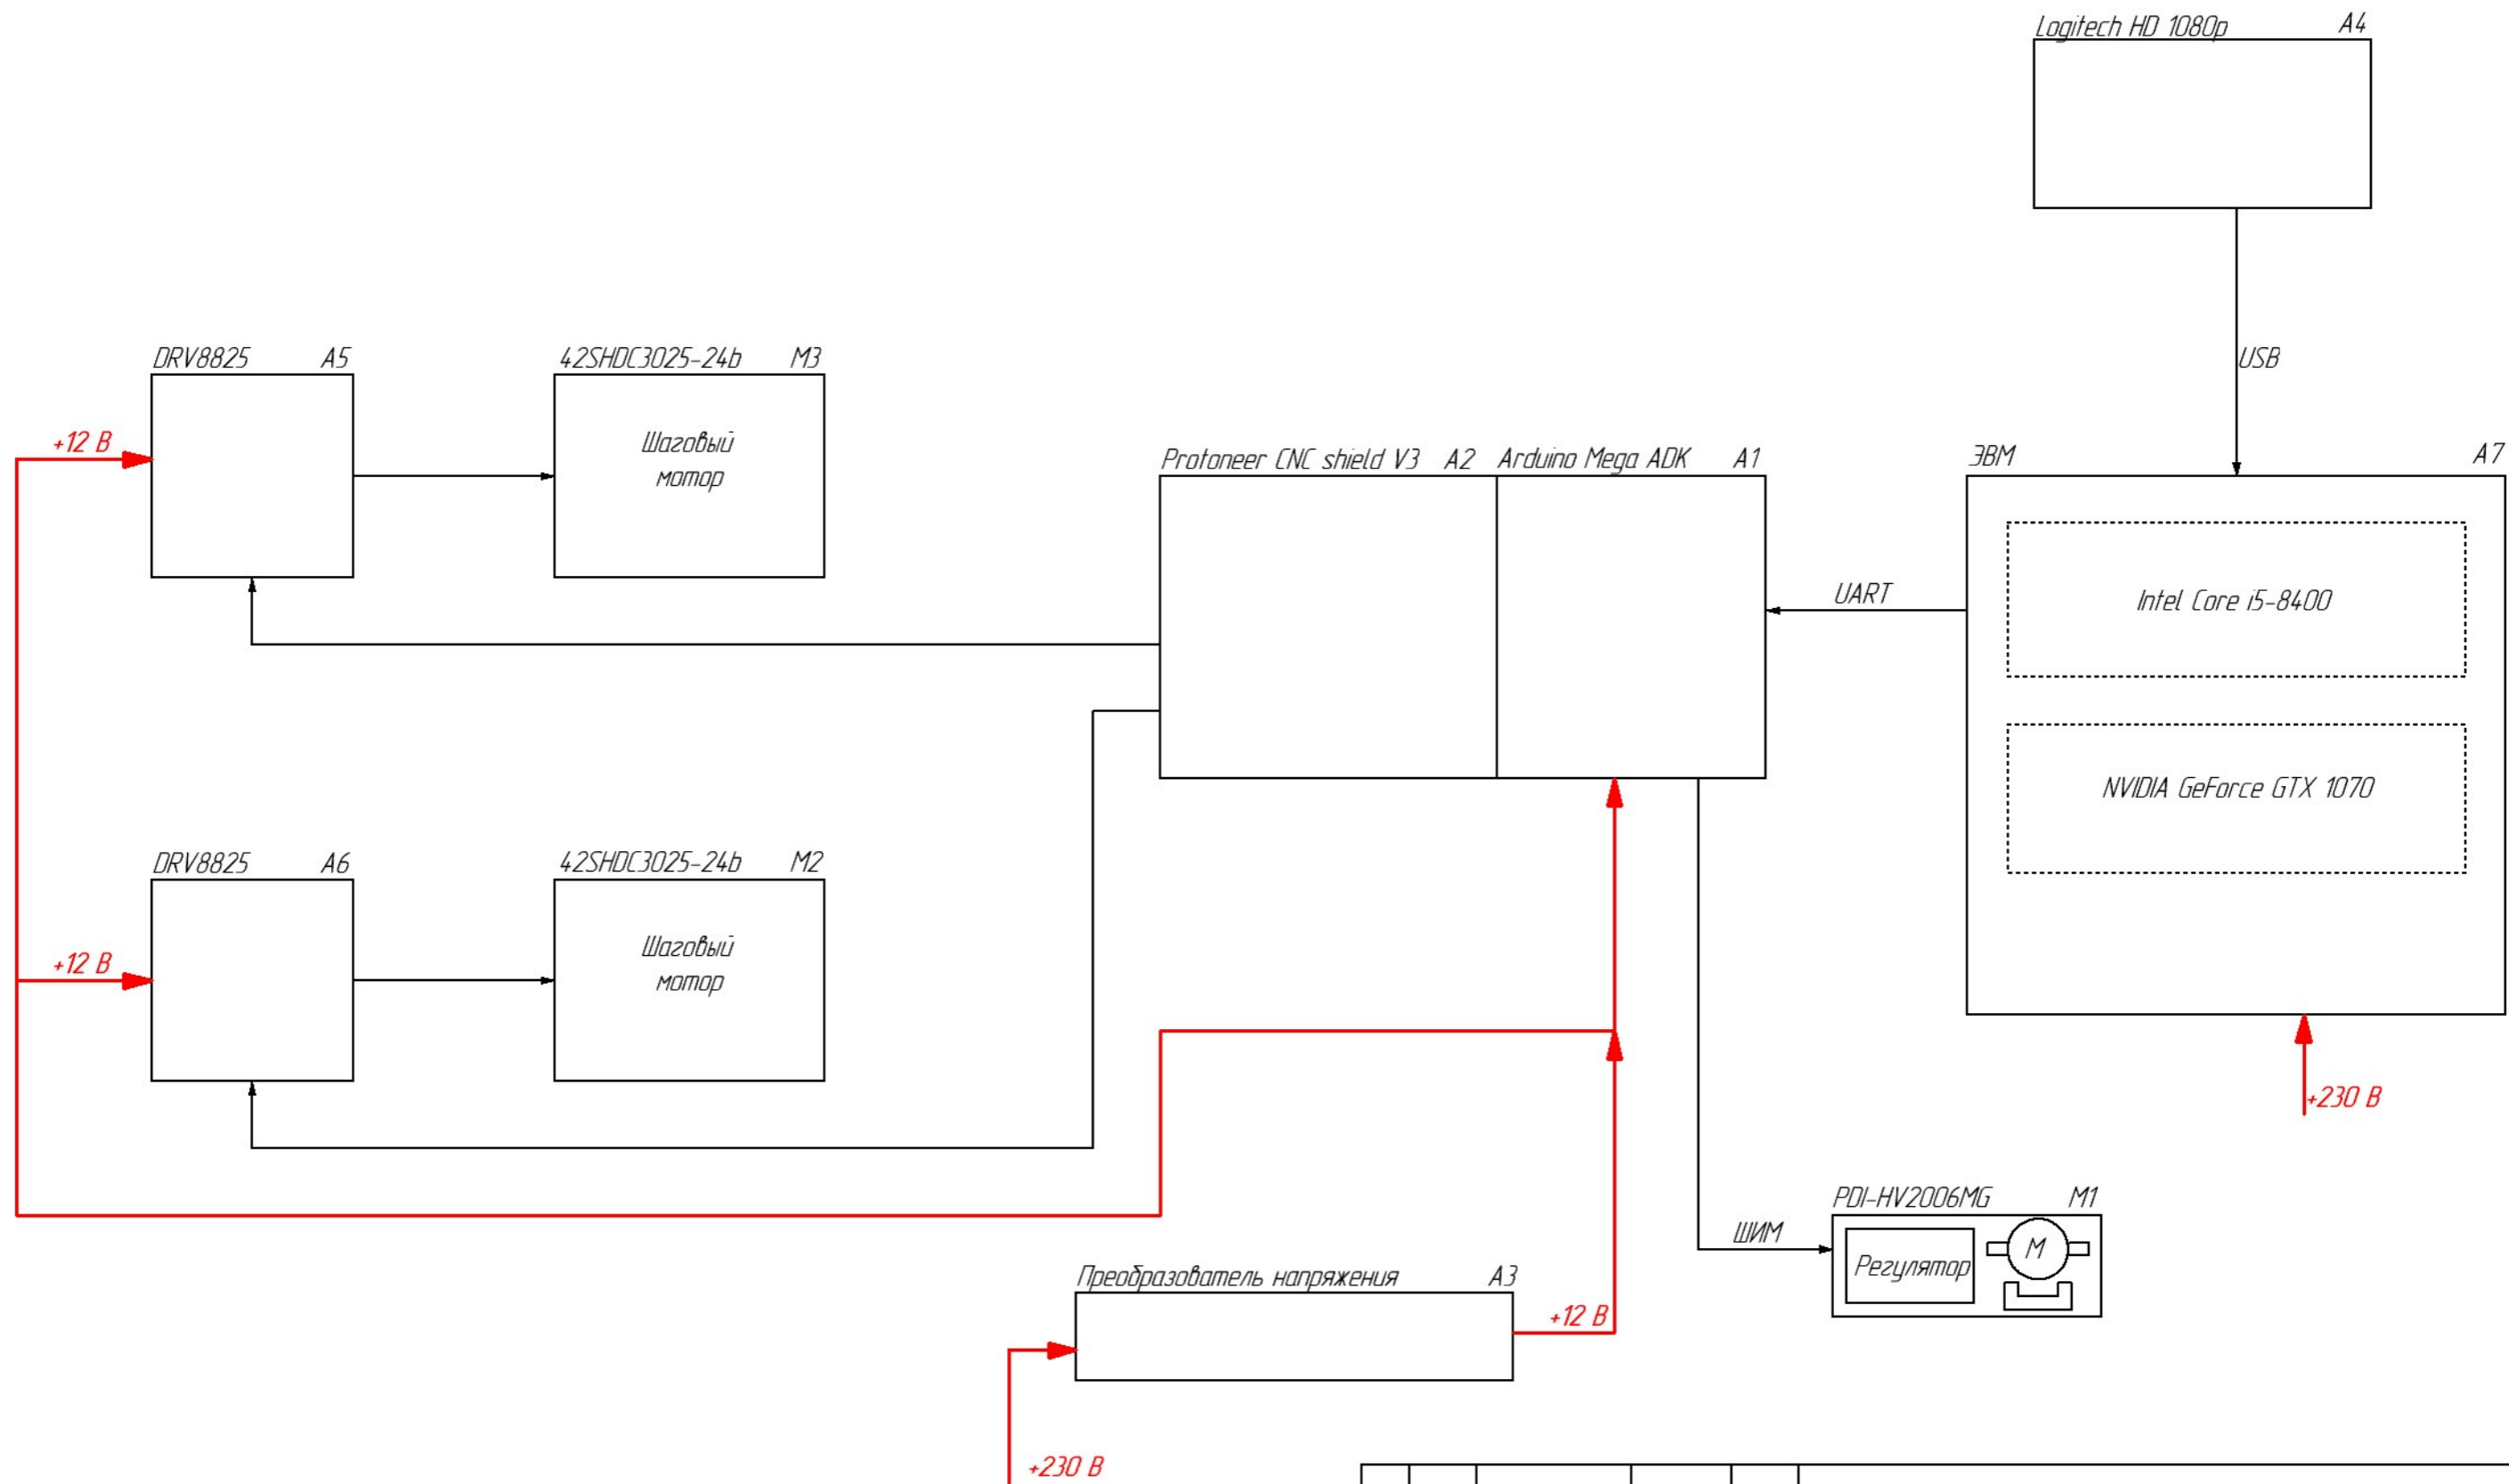 Logitech HD 1080p A4
USB
DRV8825 A5
42SHDC3025-24b M3
+12 В
Шаговый
мотор
Protoneer CNC shield V3 A2
Arduino Mega ADK A1
ЭВМ A7
UART
Intel Core i5-8400
NVIDIA GeForce GTX 1070
DRV8825 A6
42SHDC3025-24b M2
+12 В
Шаговый
мотор
+230 В
PDI-HV2006MG M1
ШИМ
Регулятор
М
Преобразователь напряжения A3
+12 В
+230 В